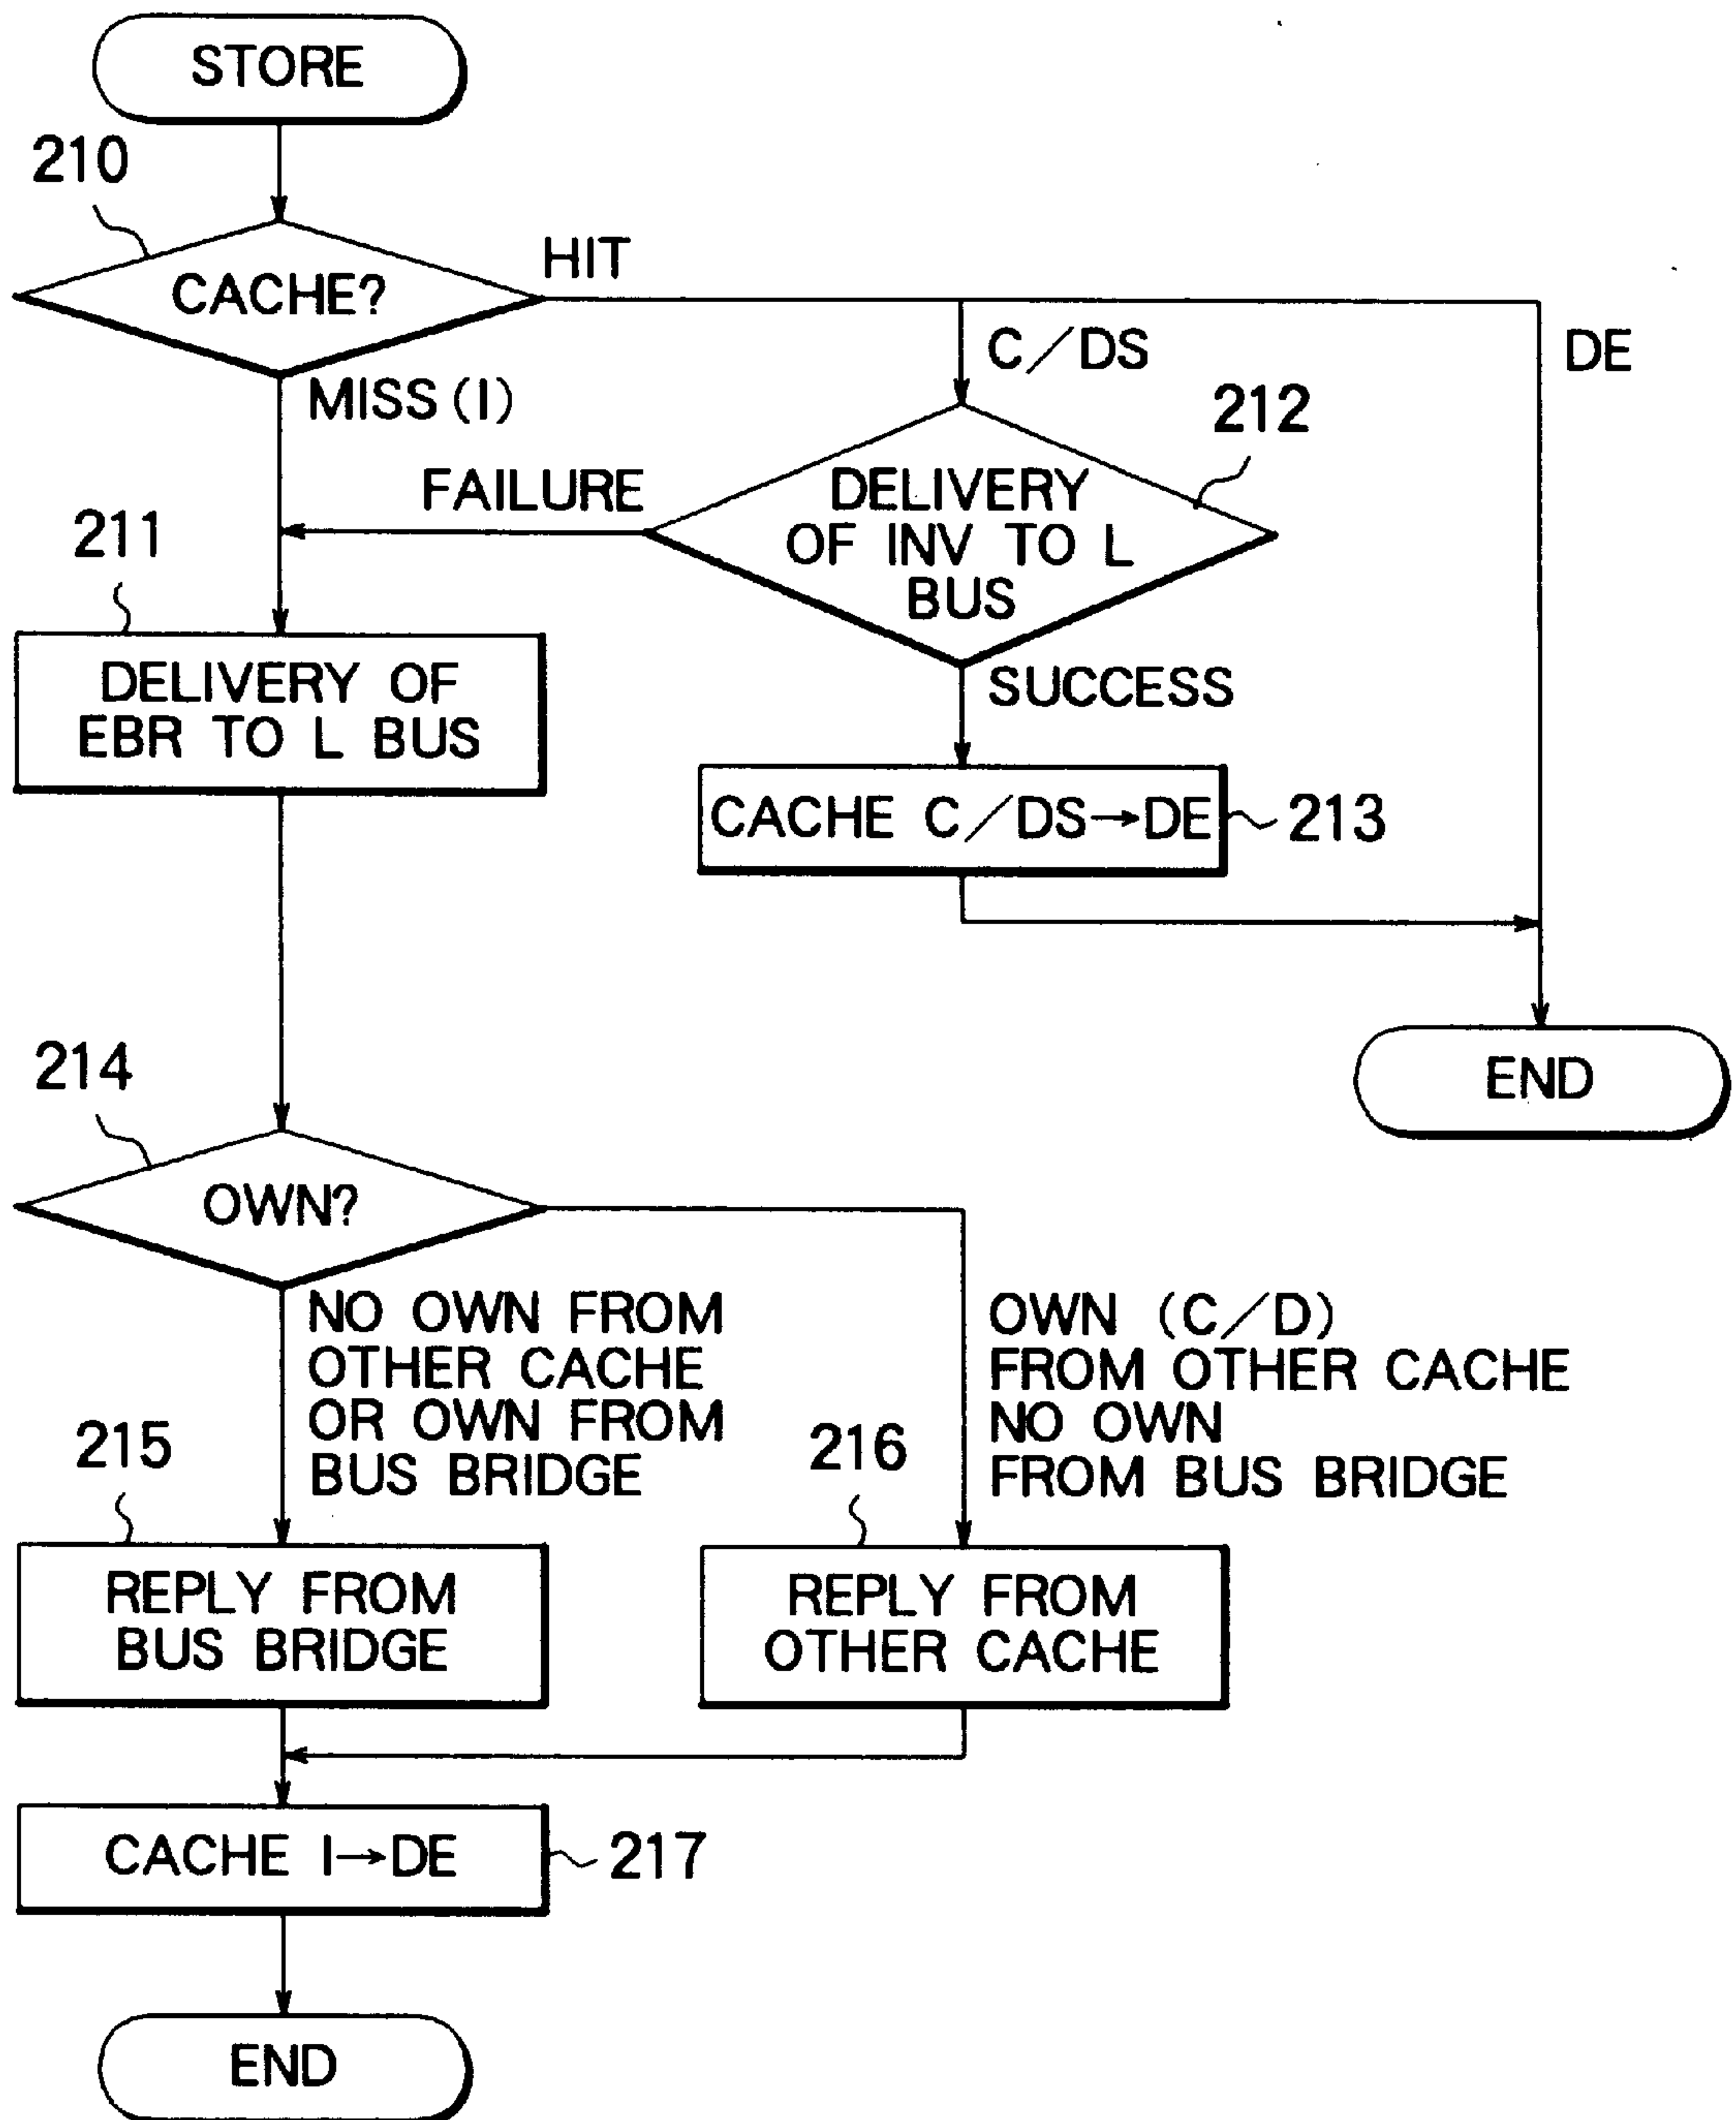 STORE
210
CACHE?
HIT
MISS (I)
C/DS
DE
212
DELIVERY
OF INV TO L
BUS
FAILURE
SUCCESS
211
DELIVERY OF
EBR TO L BUS
CACHE C/DS→DE
213
END
214
OWN?
NO OWN FROM
OTHER CACHE
OR OWN FROM
BUS BRIDGE
OWN (C/D)
FROM OTHER CACHE
NO OWN
FROM BUS BRIDGE
215
REPLY FROM
BUS BRIDGE
216
REPLY FROM
OTHER CACHE
CACHE I→DE
217
END